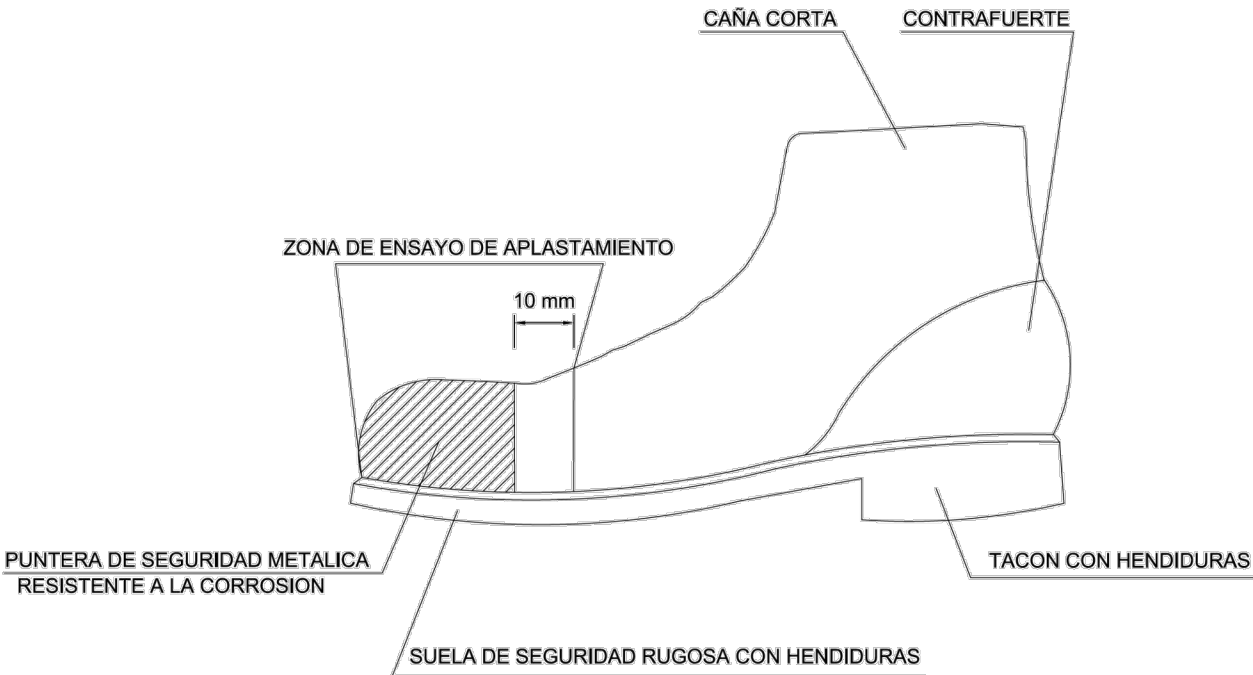 CAÑA CORTA
CONTRAFUERTE
ZONA DE ENSAYO DE APLASTAMIENTO
10 mm
PUNTERA DE SEGURIDAD METALICA
RESISTENTE A LA CORROSION
TACON CON HENDIDURAS
SUELA DE SEGURIDAD RUGOSA CON HENDIDURAS